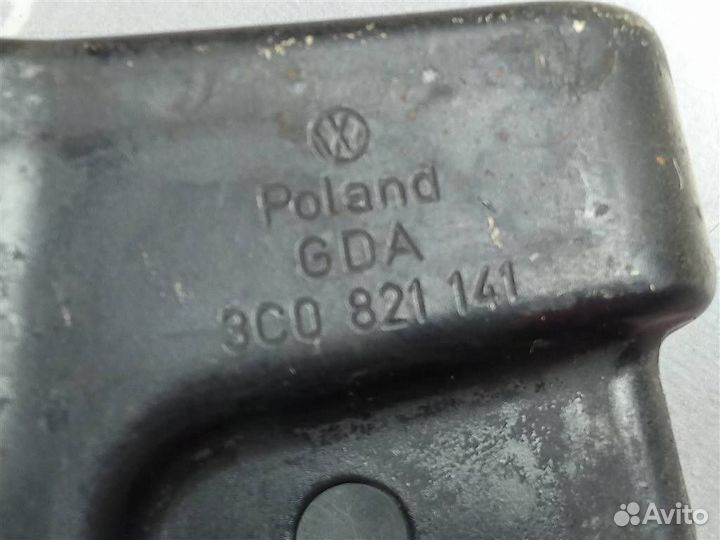 Poland
GDA
3C0 821 141
Avito